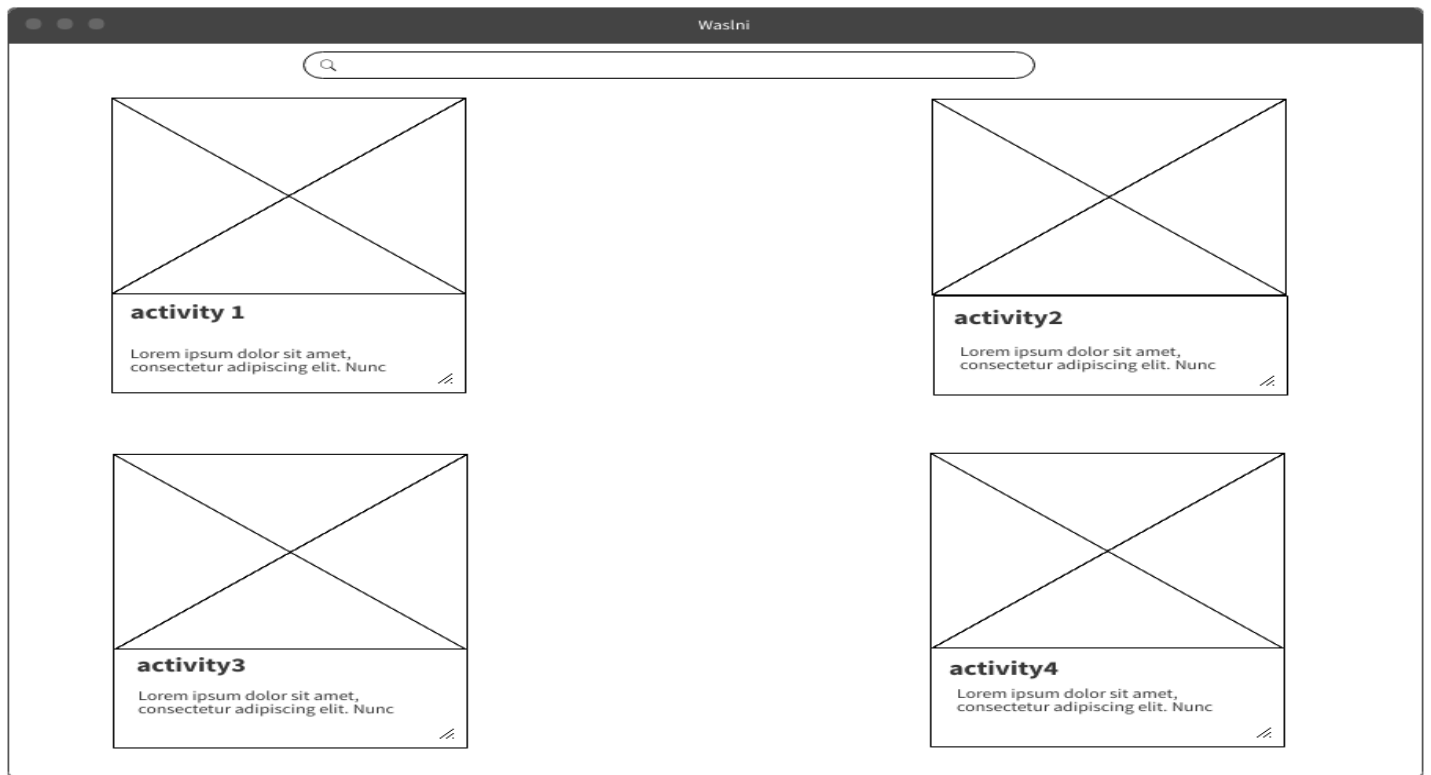 Waslni
activity 1
Lorem ipsum dolor sit amet,
consectetur adipiscing elit. Nunc
activity2
Lorem ipsum dolor sit amet,
consectetur adipiscing elit. Nunc
activity3
Lorem ipsum dolor sit amet,
consectetur adipiscing elit. Nunc
activity4
Lorem ipsum dolor sit amet,
consectetur adipiscing elit. Nunc